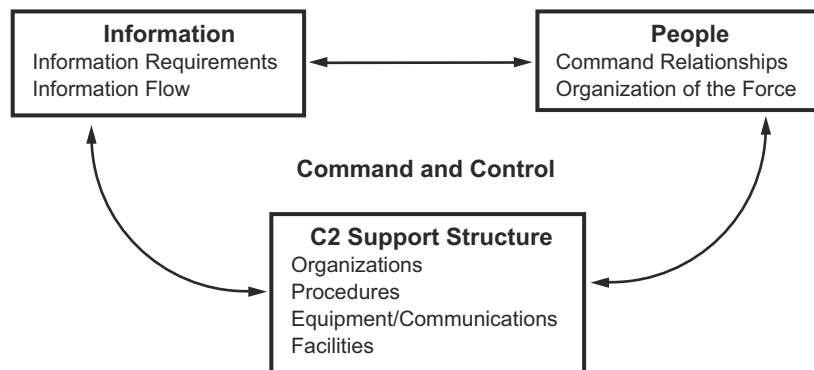 Information
Information Requirements
Information Flow
People
Command Relationships
Organization of the Force
Command and Control
C2 Support Structure
Organizations
Procedures
Equipment/Communications
Facilities